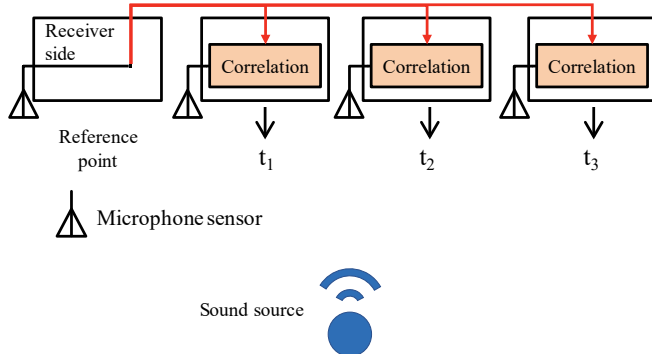 Receiver
side
Correlation
Correlation
Correlation
Reference
point
t₁
t₂
t₃
Microphone sensor
Sound source